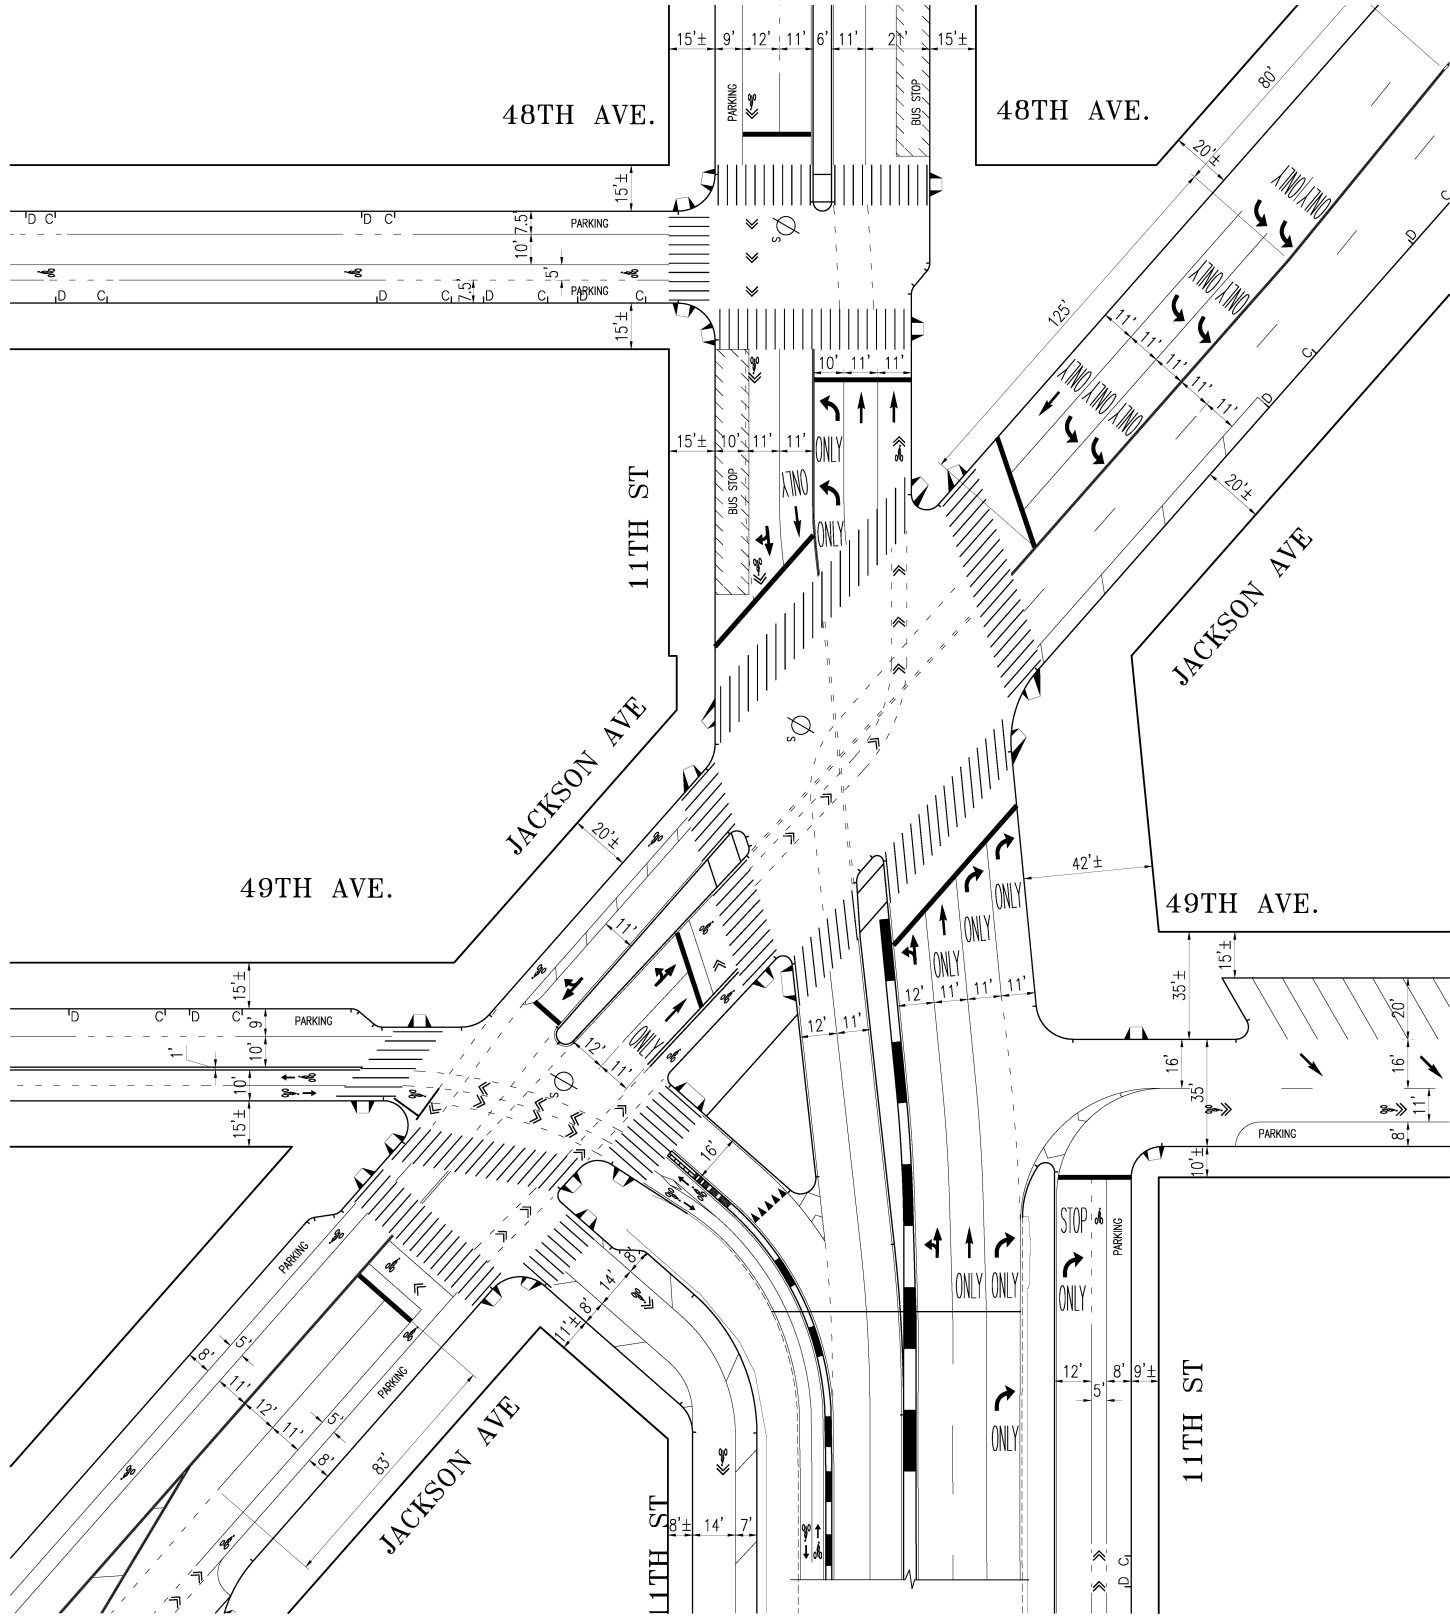 15'± 9' 12' 11' 6' 11' 21' 15'±
48TH AVE.
48TH AVE.
PARKING
BUS STOP
80'
20'±
15'±
D C D C
PARKING
7.5'
10'
5'
7.5'
PARKING
D C D C D C D C
15'±
ONLY ONLY
ONLY ONLY
ONLY ONLY ONLY
125'
11' 11' 11' 11' 11'
C
D
C
D
20'±
S
10' 11' 11'
15'± 10' 11' 11'
ONLY
ONLY
ONLY
BUS STOP
11TH ST
JACKSON AVE
JACKSON AVE
S
20'±
42'±
49TH AVE.
49TH AVE.
ONLY
ONLY
ONLY
11'
12' 11' 11' 11'
12' 11'
15'±
35'±
15'±
20'
D C D C
PARKING
9'
10'
1'
10'
15'±
ONLY
12' 11'
S
16'
35'
16'
11'
8'
PARKING
10'±
16'
STOP
ONLY
PARKING
ONLY ONLY
ONLY
PARKING
8' 5' 11' 12' 11' 5' 8'
PARKING
83'
8' 14' 8' 11'±
12' 5' 8' 9'±
11TH ST
JACKSON AVE
11TH ST
8'± 14' 7'
D C